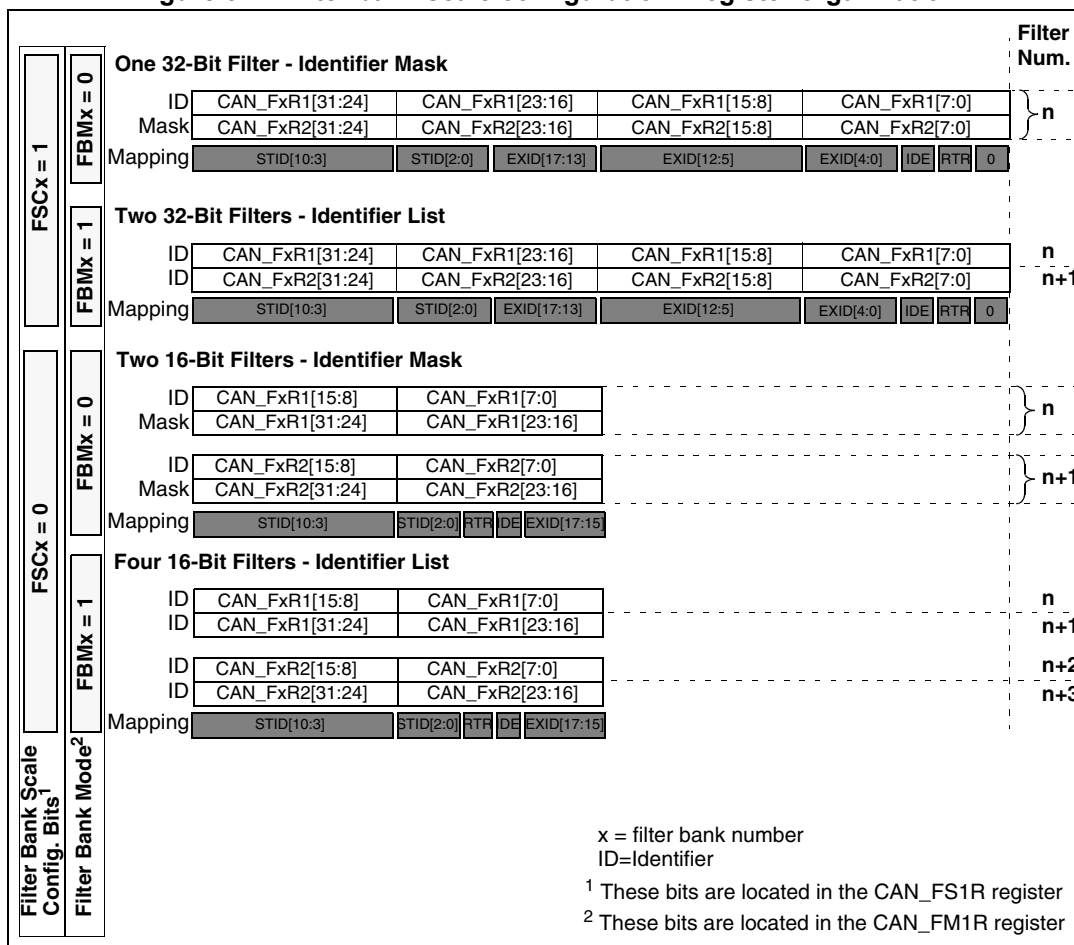 Filter
Num.
One 32-Bit Filter - Identifier Mask
FSCx = 1
FBMx = 0
ID CAN_FxR1[31:24] CAN_FxR1[23:16] CAN_FxR1[15:8] CAN_FxR1[7:0]
Mask CAN_FxR2[31:24] CAN_FxR2[23:16] CAN_FxR2[15:8] CAN_FxR2[7:0]
n
Mapping STID[10:3] STID[2:0] EXID[17:13] EXID[12:5] EXID[4:0] IDE RTR 0
Two 32-Bit Filters - Identifier List
FBMx = 1
ID CAN_FxR1[31:24] CAN_FxR1[23:16] CAN_FxR1[15:8] CAN_FxR1[7:0] n
ID CAN_FxR2[31:24] CAN_FxR2[23:16] CAN_FxR2[15:8] CAN_FxR2[7:0] n+1
Mapping STID[10:3] STID[2:0] EXID[17:13] EXID[12:5] EXID[4:0] IDE RTR 0
Two 16-Bit Filters - Identifier Mask
FSCx = 0
FBMx = 0
ID CAN_FxR1[15:8] CAN_FxR1[7:0]
Mask CAN_FxR1[31:24] CAN_FxR1[23:16]
n
ID CAN_FxR2[15:8] CAN_FxR2[7:0]
Mask CAN_FxR2[31:24] CAN_FxR2[23:16]
n+1
Mapping STID[10:3] STID[2:0] RTR IDE EXID[17:15]
Four 16-Bit Filters - Identifier List
FBMx = 1
ID CAN_FxR1[15:8] CAN_FxR1[7:0] n
ID CAN_FxR1[31:24] CAN_FxR1[23:16] n+1
ID CAN_FxR2[15:8] CAN_FxR2[7:0] n+2
ID CAN_FxR2[31:24] CAN_FxR2[23:16] n+3
Mapping STID[10:3] STID[2:0] RTR IDE EXID[17:15]
Filter Bank Scale
Config. Bits¹
Filter Bank Mode²
x = filter bank number
ID=Identifier
¹ These bits are located in the CAN_FS1R register
² These bits are located in the CAN_FM1R register